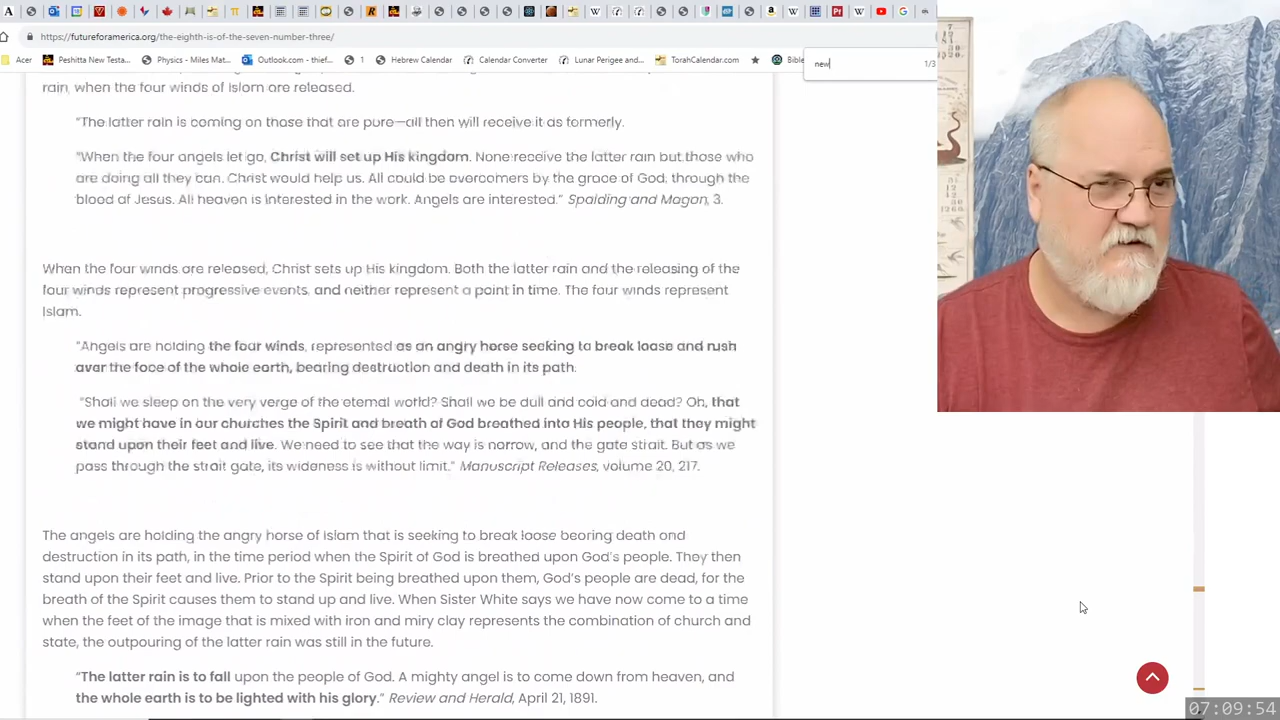 https://futureforamerica.org/the-eighth-is-of-the-seven-number-three/
Acer
Peshitta New Testa...
Physics - Miles Mat...
Outlook.com - thief...
1
Hebrew Calendar
Calendar Converter
Lunar Perigee and...
TorahCalendar.com
Bible
new
1/3
rain, when the four winds of Islam are released.
“The latter rain is coming on those that are pure—all then will receive it as formerly.
“When the four angels let go, Christ will set up His kingdom. None receive the latter rain but those who
are doing all they can. Christ would help us. All could be overcomers by the grace of God, through the
blood of Jesus. All heaven is interested in the work. Angels are interested.” Spalding and Magan, 3.
When the four winds are released, Christ sets up His kingdom. Both the latter rain and the releasing of the
four winds represent progressive events, and neither represent a point in time. The four winds represent
Islam.
“Angels are holding the four winds, represented as an angry horse seeking to break loose and rush
over the face of the whole earth, bearing destruction and death in its path.
“Shall we sleep on the very verge of the eternal world? Shall we be dull and cold and dead? Oh, that
we might have in our churches the Spirit and breath of God breathed into His people, that they might
stand upon their feet and live. We need to see that the way is narrow, and the gate strait. But as we
pass through the strait gate, its wideness is without limit.” Manuscript Releases, volume 20, 217.
The angels are holding the angry horse of Islam that is seeking to break loose bearing death and
destruction in its path, in the time period when the Spirit of God is breathed upon God’s people. They then
stand upon their feet and live. Prior to the Spirit being breathed upon them, God’s people are dead, for the
breath of the Spirit causes them to stand up and live. When Sister White says we have now come to a time
when the feet of the image that is mixed with iron and miry clay represents the combination of church and
state, the outpouring of the latter rain was still in the future.
“The latter rain is to fall upon the people of God. A mighty angel is to come down from heaven, and
the whole earth is to be lighted with his glory.” Review and Herald, April 21, 1891.
07:09:54